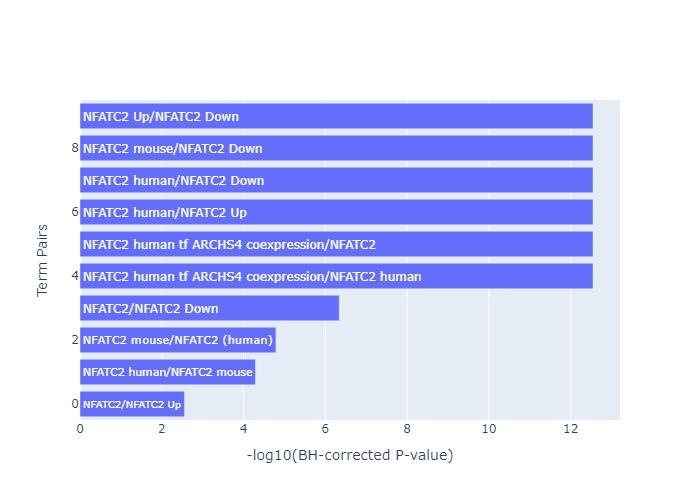 NFATC2 Up/NFATC2 Down
8
NFATC2 mouse/NFATC2 Down
NFATC2 human/NFATC2 Down
6
NFATC2 human/NFATC2 Up
NFATC2 human tf ARCHS4 coexpression/NFATC2
4
NFATC2 human tf ARCHS4 coexpression/NFATC2 human
NFATC2/NFATC2 Down
2
NFATC2 mouse/NFATC2 (human)
NFATC2 human/NFATC2 mouse
0
NFATC2/NFATC2 Up
Term Pairs
0 2 4 6 8 10 12
-log10(BH-corrected P-value)